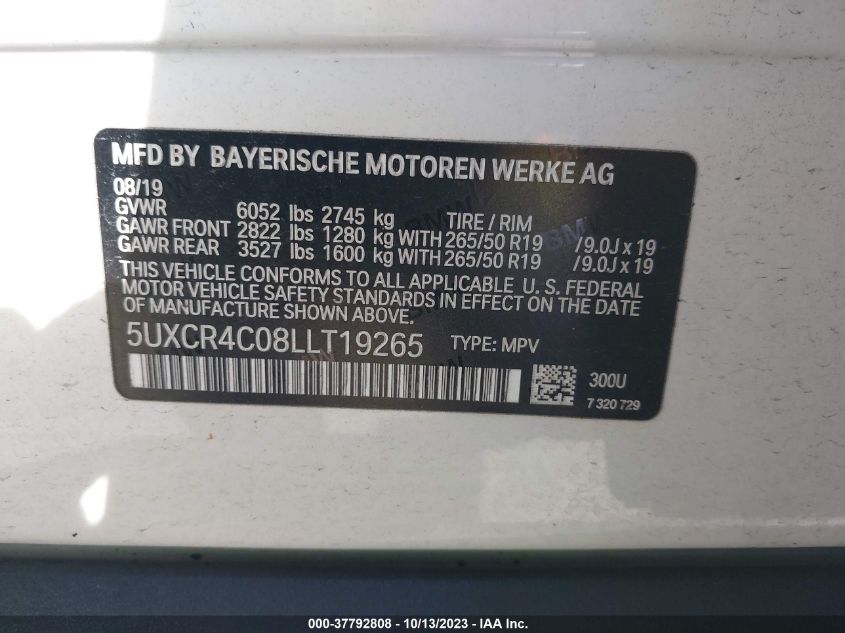 MFD BY BAYERISCHE MOTOREN WERKE AG
08/19
GVWR 6052 lbs 2745 kg TIRE / RIM
GAWR FRONT 2822 lbs 1280 kg WITH 265/50 R19 /9.0J x 19
GAWR REAR 3527 lbs 1600 kg WITH 265/50 R19 /9.0J x 19
THIS VEHICLE CONFORMS TO ALL APPLICABLE U. S. FEDERAL
MOTOR VEHICLE SAFETY STANDARDS IN EFFECT ON THE DATE
OF MANUFACTURE SHOWN ABOVE.
5UXCR4C08LLT19265 TYPE: MPV
300U
7 320 729
000-37792808 - 10/13/2023 - IAA Inc.